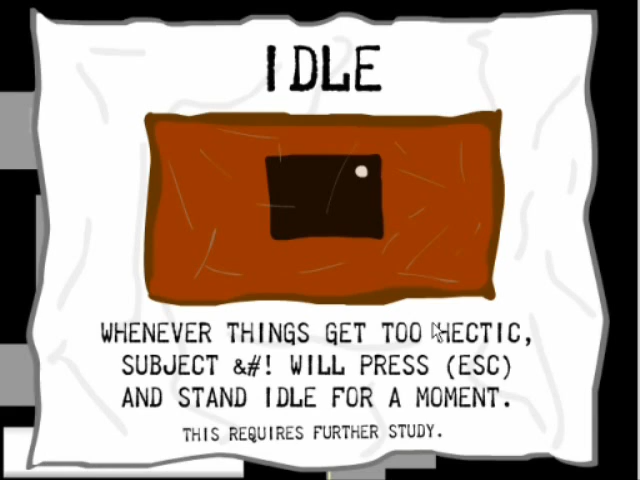 IDLE
WHENEVER THINGS GET TOO HECTIC,
SUBJECT &#! WILL PRESS (ESC)
AND STAND IDLE FOR A MOMENT.
THIS REQUIRES FURTHER STUDY.